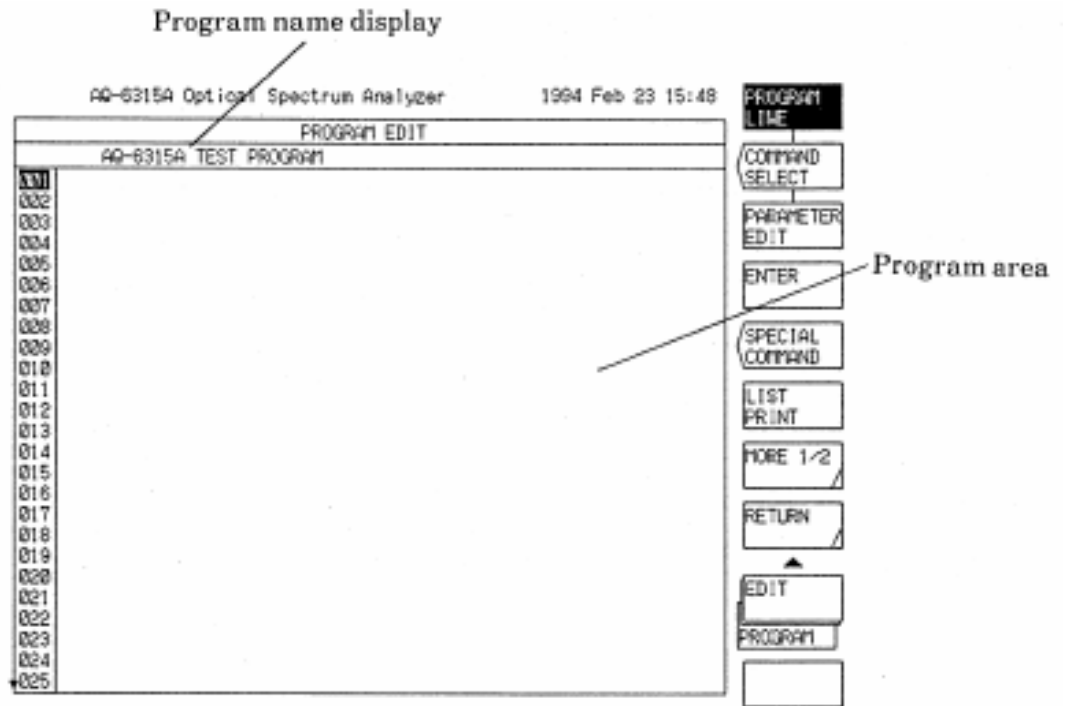 Program name display
AQ-6315A Optical Spectrum Analyzer 1994 Feb 23 15:48
PROGRAM EDIT
AQ-6315A TEST PROGRAM
001
002
003
004
005
006
007
008
009
010
011
012
013
014
015
016
017
018
019
020
021
022
023
024
025
PROGRAM
LINE
COMMAND
SELECT
PARAMETER
EDIT
ENTER
Program area
SPECIAL
COMMAND
LIST
PRINT
MORE 1/2
RETURN
EDIT
PROGRAM